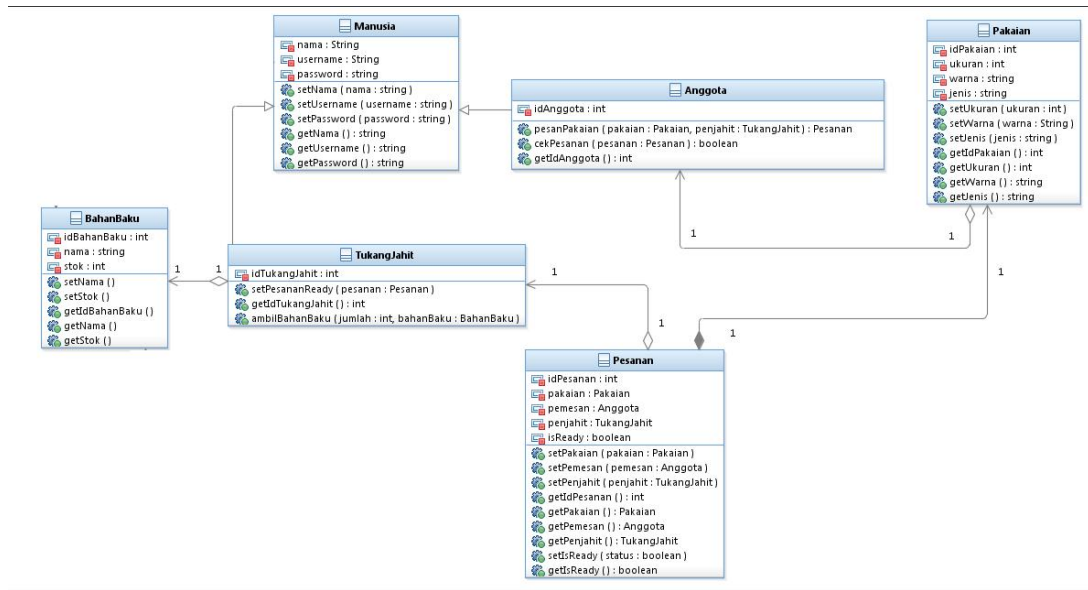 Manusia
nama : String
username : String
password : string
setNama ( nama : string )
setUsername ( username : string )
setPassword ( password : string )
getNama () : string
getUsername () : string
getPassword () : string
Anggota
idAnggota : int
pesanPakaian ( pakaian : Pakaian, penjahit : TukangJahit ) : Pesanan
cekPesanan ( pesanan : Pesanan ) : boolean
getIdAnggota () : int
Pakaian
idPakaian : int
ukuran : int
warna : string
jenis : string
setUkuran ( ukuran : int )
setWarna ( warna : String )
setJenis ( jenis : string )
getIdPakaian () : int
getUkuran () : int
getWarna () : string
getJenis () : string
BahanBaku
idBahanBaku : int
nama : string
stok : int
setNama ()
setStok ()
getIdBahanBaku ()
getNama ()
getStok ()
1
1
TukangJahit
idTukangJahit : int
setPesananReady ( pesanan : Pesanan )
getIdTukangJahit () : int
ambilBahanBaku ( jumlah : int, bahanBaku : BahanBaku )
1
1
1
1
1
1
Pesanan
idPesanan : int
pakaian : Pakaian
pemesan : Anggota
penjahit : TukangJahit
isReady : boolean
setPakaian ( pakaian : Pakaian )
setPemesan ( pemesan : Anggota )
setPenjahit ( penjahit : TukangJahit )
getIdPesanan () : int
getPakaian () : Pakaian
getPemesan () : Anggota
getPenjahit () : TukangJahit
setIsReady ( status : boolean )
getIsReady () : boolean